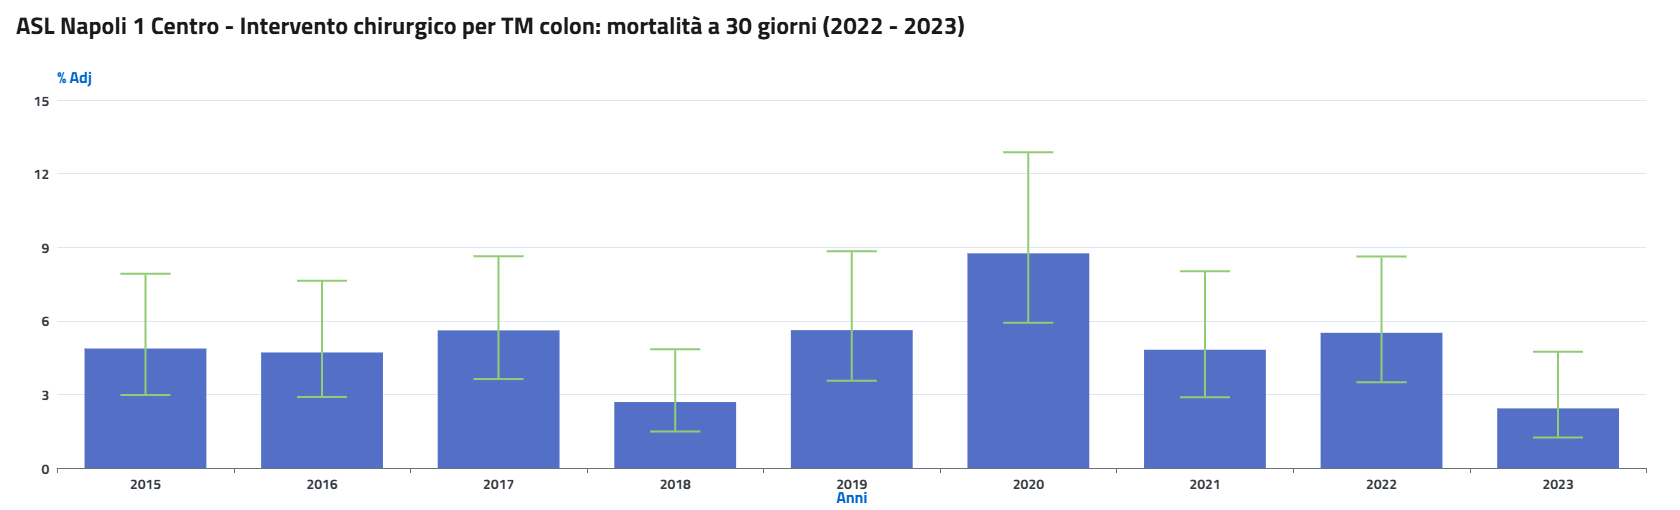 ASL Napoli 1 Centro - Intervento chirurgico per TM colon: mortalità a 30 giorni (2022 - 2023)
% Adj
15
12
9
6
3
0
2015 2016 2017 2018 2019 2020 2021 2022 2023
Anni